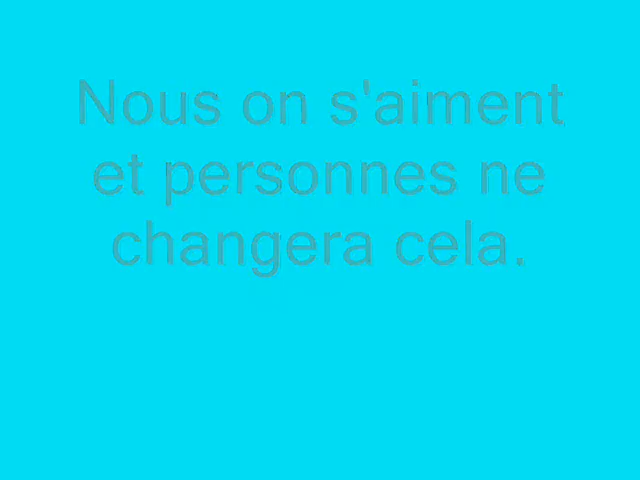 Nous on s'aiment
et personnes ne
changera cela.